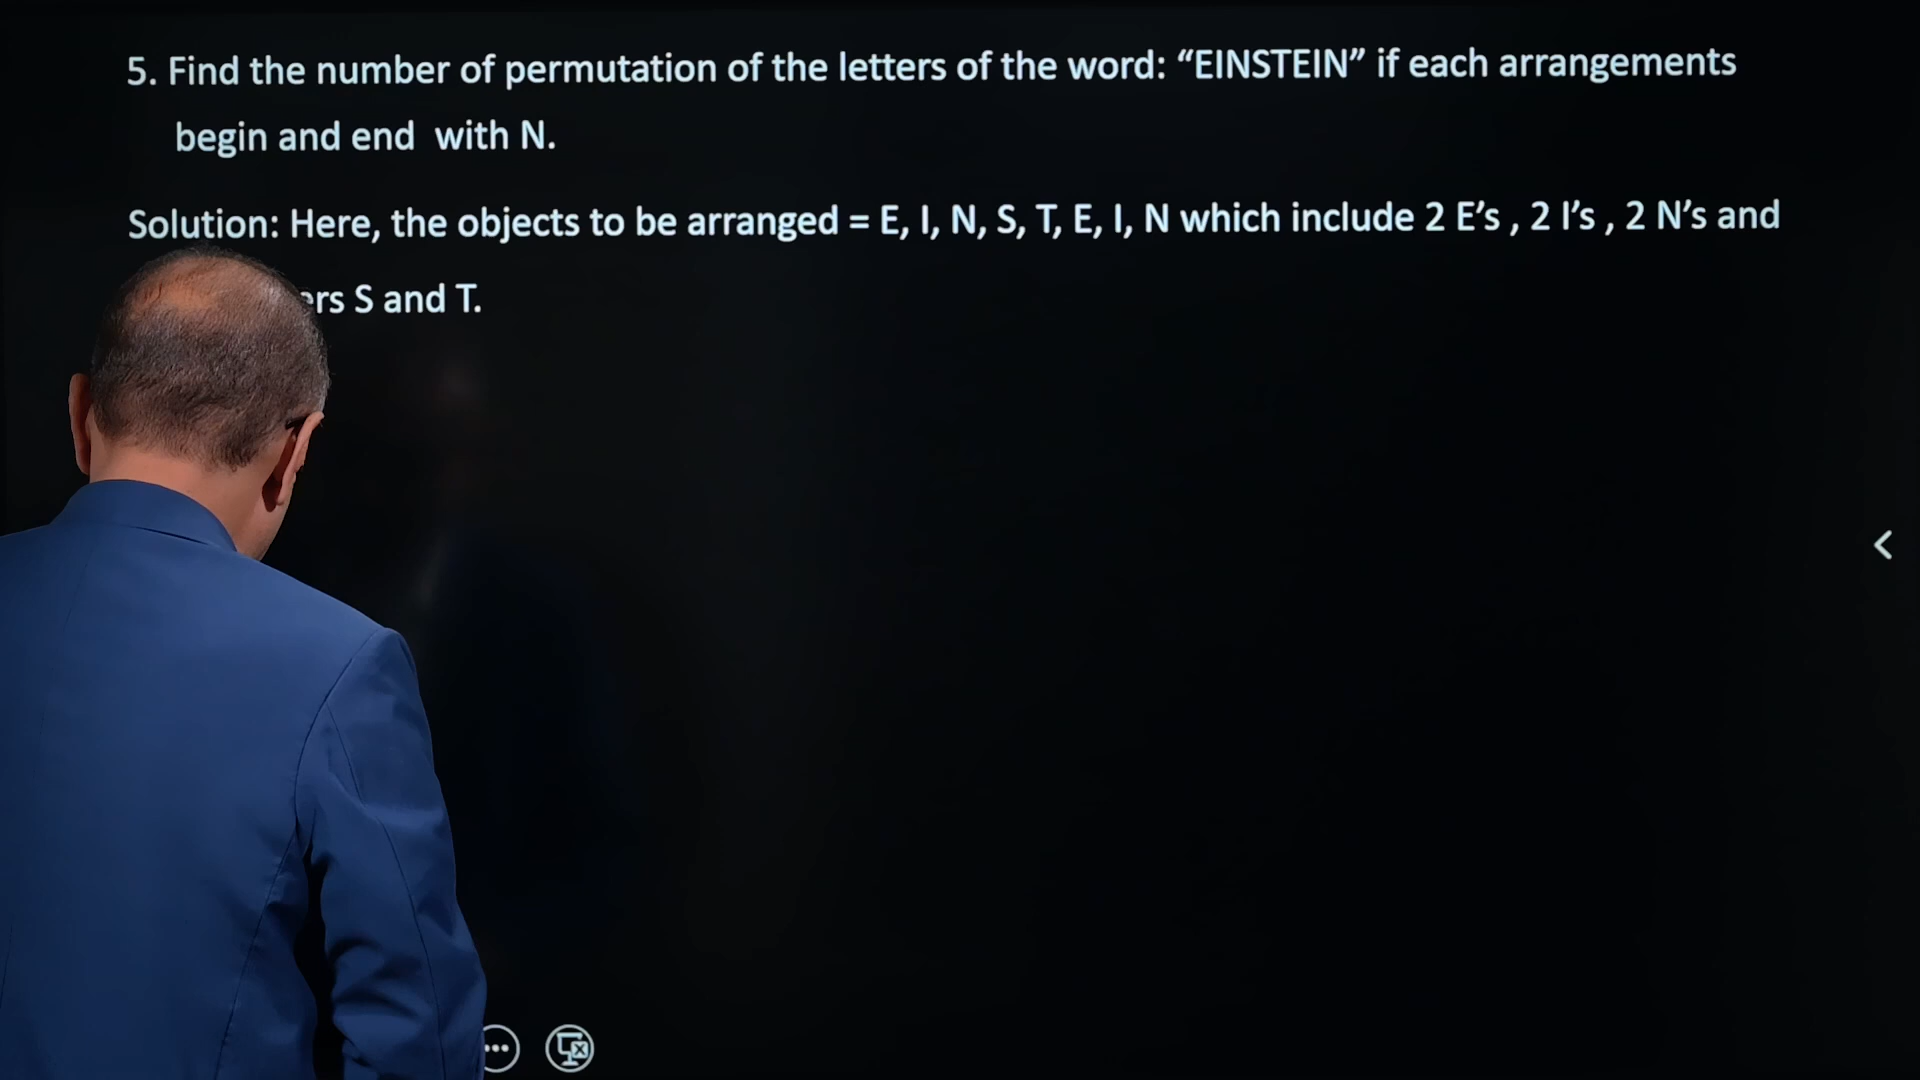 5. Find the number of permutation of the letters of the word: “EINSTEIN” if each arrangements
begin and end with N.
Solution: Here, the objects to be arranged = E, I, N, S, T, E, I, N which include 2 E’s , 2 I’s , 2 N’s and
S and T.